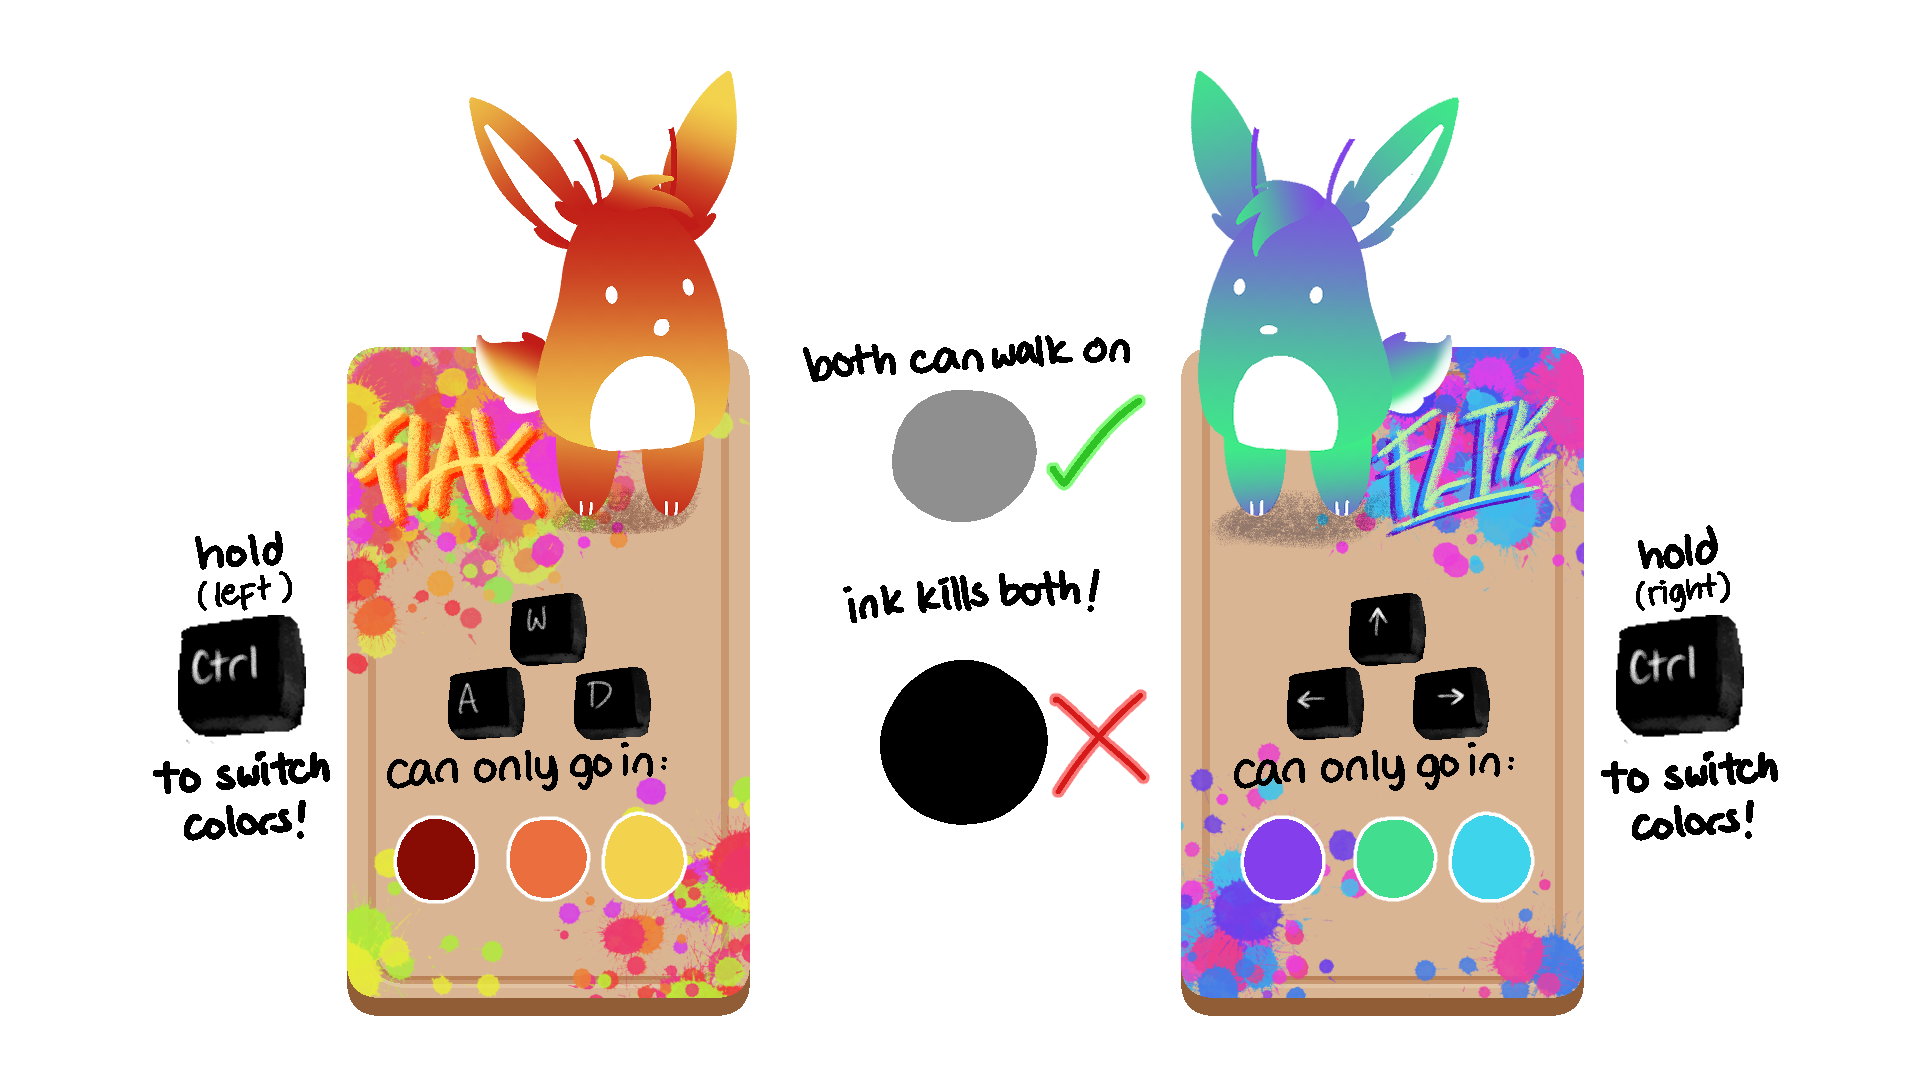 FLAK
hold
(left)
Ctrl
to switch
colors!
W
A D
can only go in:
both can walk on
ink kills both!
FLIK
↑
← →
can only go in:
hold
(right)
Ctrl
to switch
colors!